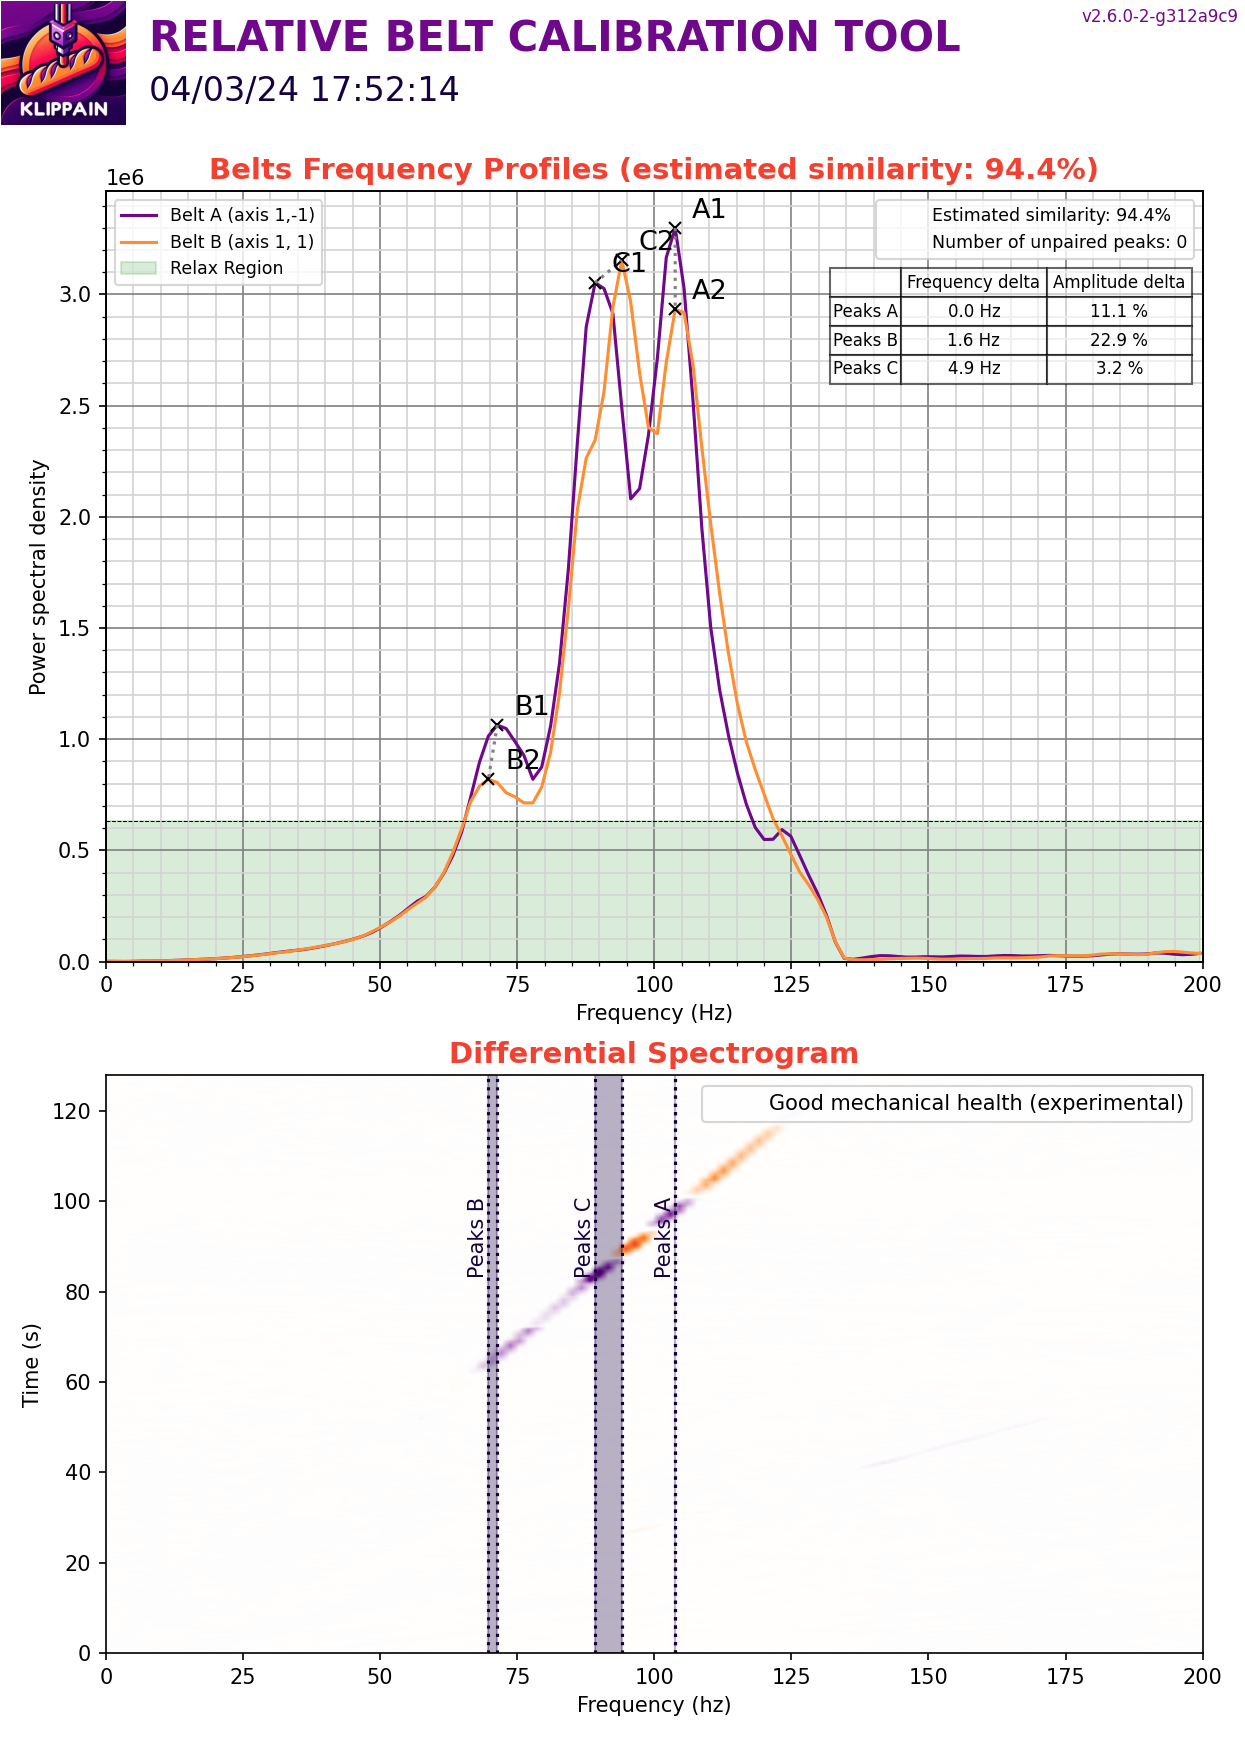 KLIPPAIN
RELATIVE BELT CALIBRATION TOOL
v2.6.0-2-g312a9c9
04/03/24 17:52:14
Belts Frequency Profiles (estimated similarity: 94.4%)
1e6
Belt A (axis 1,-1)
Belt B (axis 1, 1)
Relax Region
Estimated similarity: 94.4%
Number of unpaired peaks: 0
Frequency delta Amplitude delta
Peaks A 0.0 Hz 11.1 %
Peaks B 1.6 Hz 22.9 %
Peaks C 4.9 Hz 3.2 %
A1
C2
C1
A2
B1
B2
Power spectral density
3.0
2.5
2.0
1.5
1.0
0.5
0.0
0 25 50 75 100 125 150 175 200
Frequency (Hz)
Differential Spectrogram
Good mechanical health (experimental)
Peaks B
Peaks C
Peaks A
Time (s)
120
100
80
60
40
20
0
0 25 50 75 100 125 150 175 200
Frequency (hz)